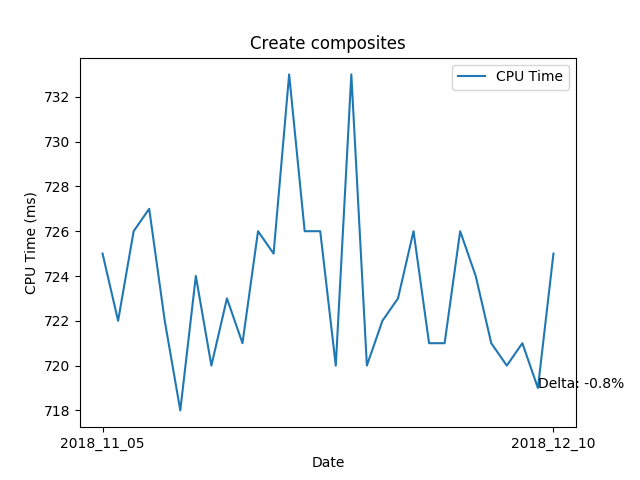 Create composites
CPU Time
732
730
728
726
724
722
720
718
CPU Time (ms)
Delta: -0.8%
2018_11_05
2018_12_10
Date